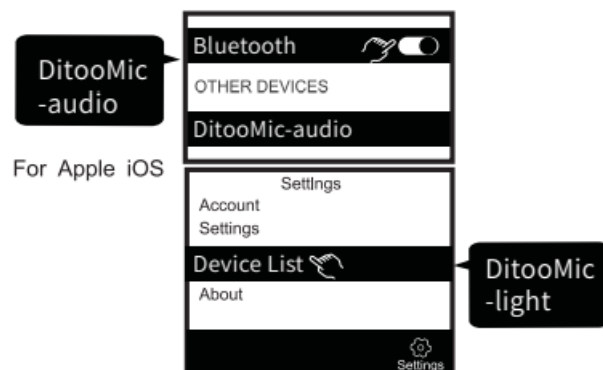 DitooMic
-audio
Bluetooth
OTHER DEVICES
DitooMic-audio
For Apple iOS
Settings
Account
Settings
Device List
About
DitooMic
-light
Settings